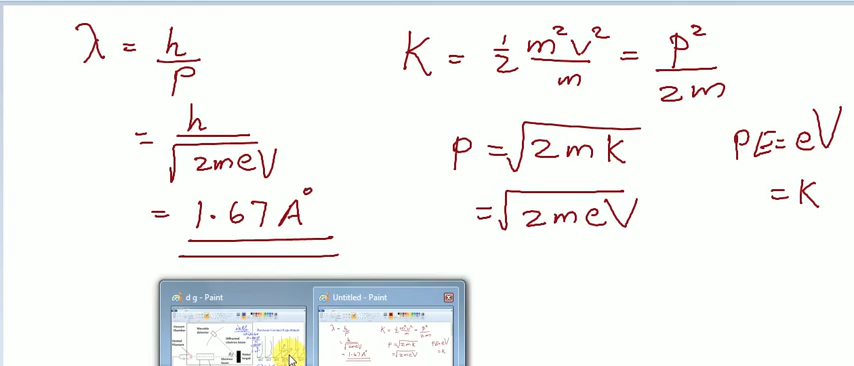 λ = h/P
= h/√2meV
= 1.67 A°
K = 1/2 m²v²/m = P²/2m
P = √2mK
= √2meV
PE = eV
= K
d g - Paint
Untitled - Paint